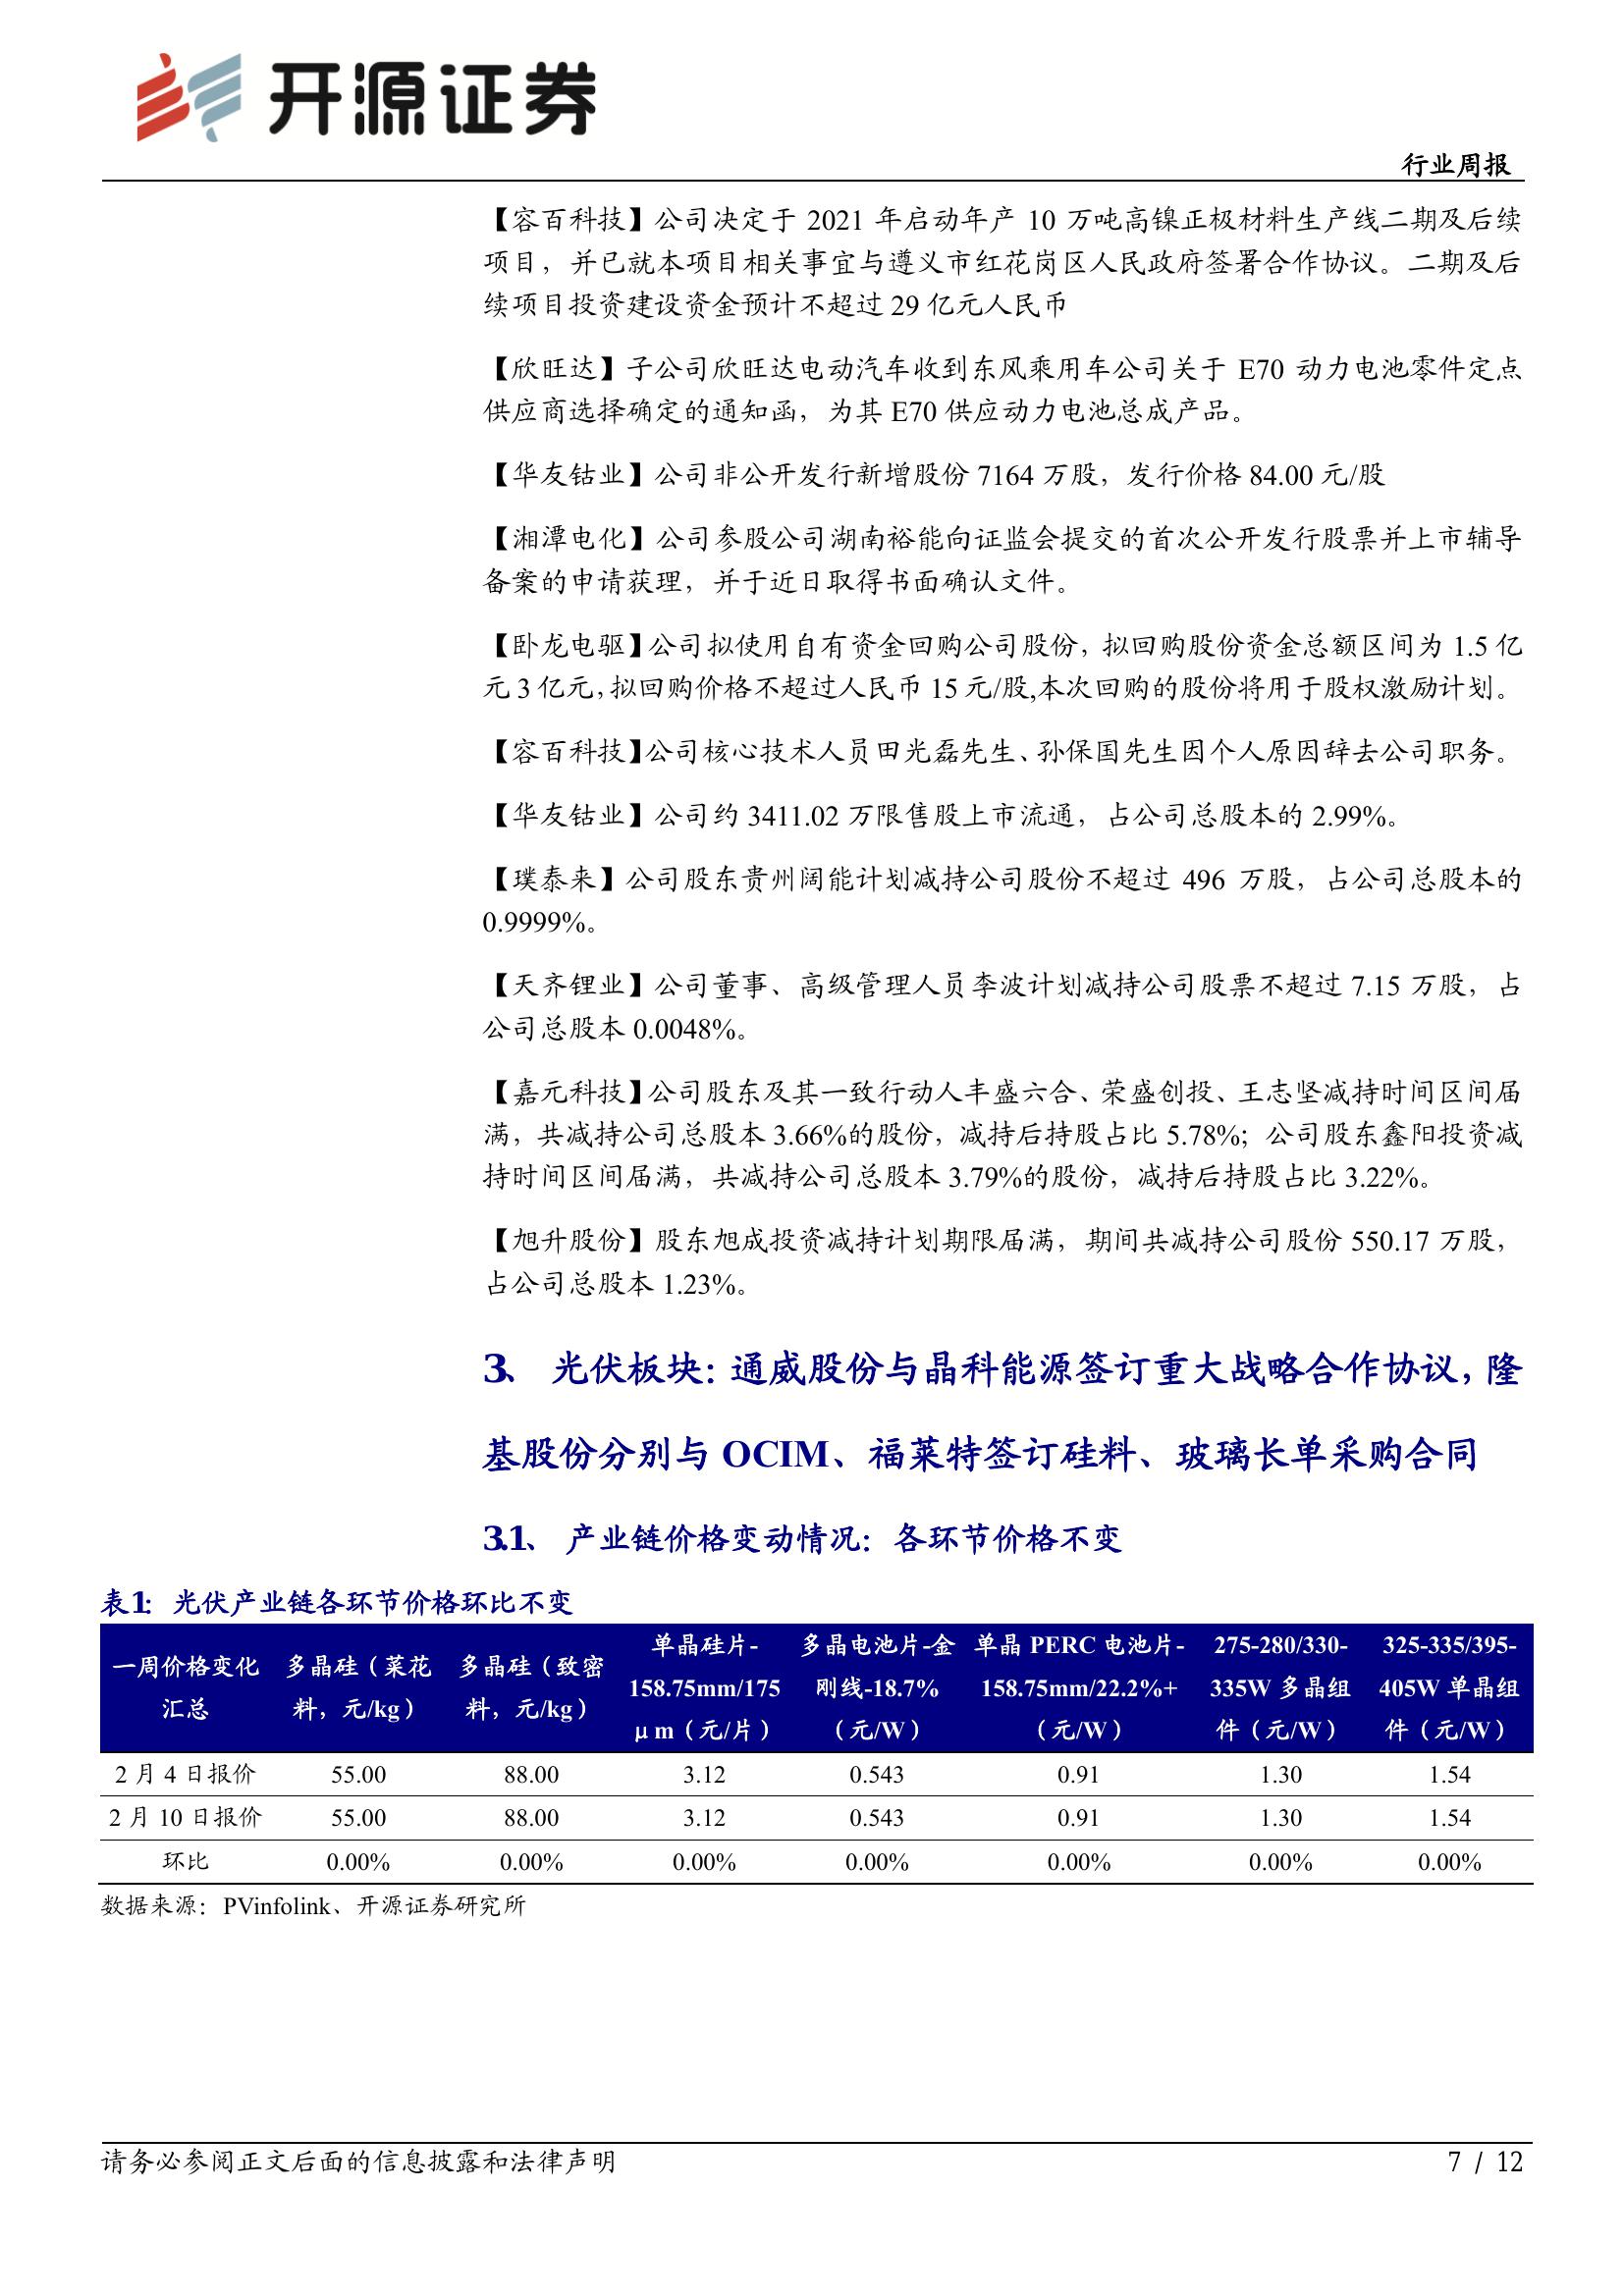 开源证券
行业周报
【容百科技】公司决定于 2021 年启动年产 10 万吨高镍正极材料生产线二期及后续
项目，并已就本项目相关事宜与遵义市红花岗区人民政府签署合作协议。二期及后
续项目投资建设资金预计不超过 29 亿元人民币
【欣旺达】子公司欣旺达电动汽车收到东风乘用车公司关于 E70 动力电池零件定点
供应商选择确定的通知函，为其 E70 供应动力电池总成产品。
【华友钴业】公司非公开发行新增股份 7164 万股，发行价格 84.00 元/股
【湘潭电化】公司参股公司湖南裕能向证监会提交的首次公开发行股票并上市辅导
备案的申请获理，并于近日取得书面确认文件。
【卧龙电驱】公司拟使用自有资金回购公司股份，拟回购股份资金总额区间为 1.5 亿
元 3 亿元，拟回购价格不超过人民币 15 元/股,本次回购的股份将用于股权激励计划。
【容百科技】公司核心技术人员田光磊先生、孙保国先生因个人原因辞去公司职务。
【华友钴业】公司约 3411.02 万限售股上市流通，占公司总股本的 2.99%。
【璞泰来】公司股东贵州阔能计划减持公司股份不超过 496 万股，占公司总股本的
0.9999%。
【天齐锂业】公司董事、高级管理人员李波计划减持公司股票不超过 7.15 万股，占
公司总股本 0.0048%。
【嘉元科技】公司股东及其一致行动人丰盛六合、荣盛创投、王志坚减持时间区间届
满，共减持公司总股本 3.66%的股份，减持后持股占比 5.78%；公司股东鑫阳投资减
持时间区间届满，共减持公司总股本 3.79%的股份，减持后持股占比 3.22%。
【旭升股份】股东旭成投资减持计划期限届满，期间共减持公司股份 550.17 万股，
占公司总股本 1.23%。
3、 光伏板块：通威股份与晶科能源签订重大战略合作协议，隆
基股份分别与 OCIM、福莱特签订硅料、玻璃长单采购合同
3.1、 产业链价格变动情况：各环节价格不变
表1： 光伏产业链各环节价格环比不变
一周价格变化汇总 多晶硅（菜花料，元/kg） 多晶硅（致密料，元/kg） 单晶硅片-158.75mm/175μm（元/片） 多晶电池片-金刚线-18.7%（元/W） 单晶 PERC 电池片-158.75mm/22.2%+（元/W） 275-280/330-335W 多晶组件（元/W） 325-335/395-405W 单晶组件（元/W）
2 月 4 日报价 55.00 88.00 3.12 0.543 0.91 1.30 1.54
2 月 10 日报价 55.00 88.00 3.12 0.543 0.91 1.30 1.54
环比 0.00% 0.00% 0.00% 0.00% 0.00% 0.00% 0.00%
数据来源：PVinfolink、开源证券研究所
请务必参阅正文后面的信息披露和法律声明
7 / 12